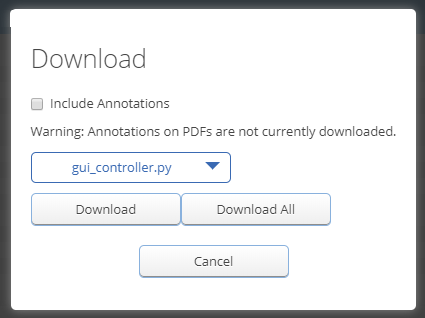 Download
Include Annotations
Warning: Annotations on PDFs are not currently downloaded.
gui_controller.py
Download Download All
Cancel